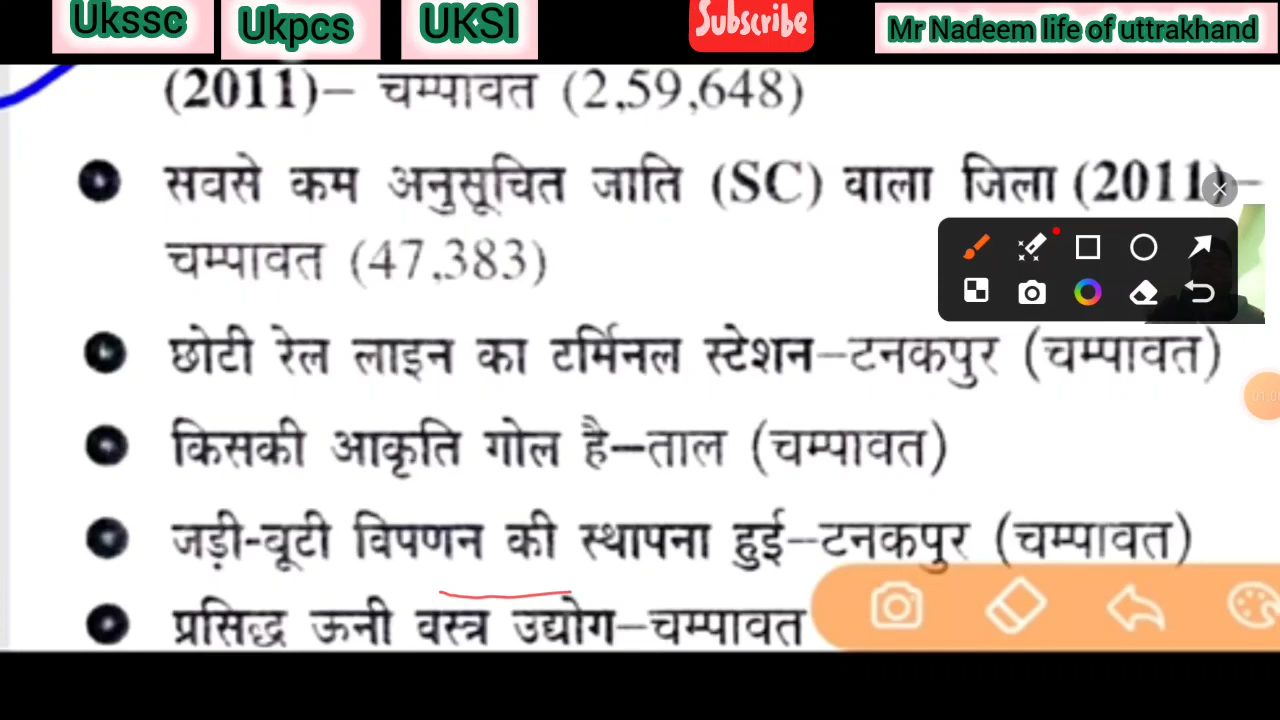 Ukssc Ukpcs UKSI Subscribe Mr Nadeem life of uttrakhand
(2011)– चम्पावत (2,59,648)
सबसे कम अनुसूचित जाति (SC) वाला जिला (2011)–
चम्पावत (47,383)
छोटी रेल लाइन का टर्मिनल स्टेशन–टनकपुर (चम्पावत)
किसकी आकृति गोल है–ताल (चम्पावत)
जड़ी-बूटी विपणन की स्थापना हुई–टनकपुर (चम्पावत)
प्रसिद्ध ऊनी वस्त्र उद्योग–चम्पावत